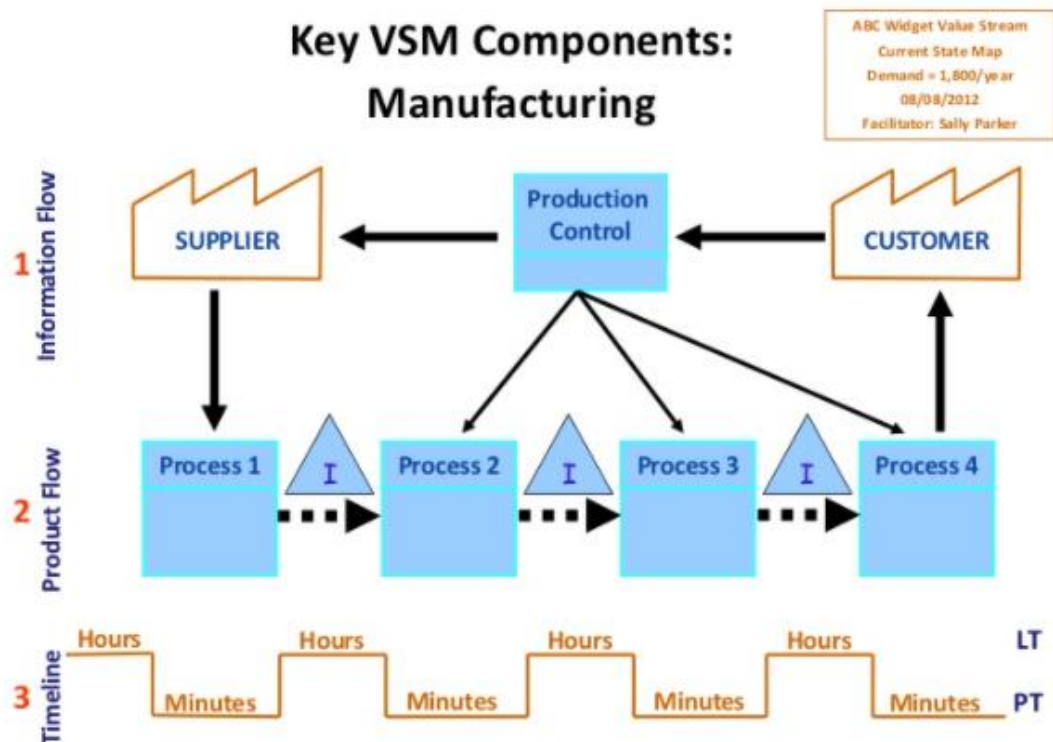 Key VSM Components:
Manufacturing
ABC Widget Value Stream
Current State Map
Demand = 1,800/year
08/08/2012
Facilitator: Sally Parker
1
Information Flow
SUPPLIER
Production
Control
CUSTOMER
2
Product Flow
Process 1
I
Process 2
I
Process 3
I
Process 4
3
Timeline
Hours
Hours
Hours
Hours
LT
Minutes
Minutes
Minutes
Minutes
PT